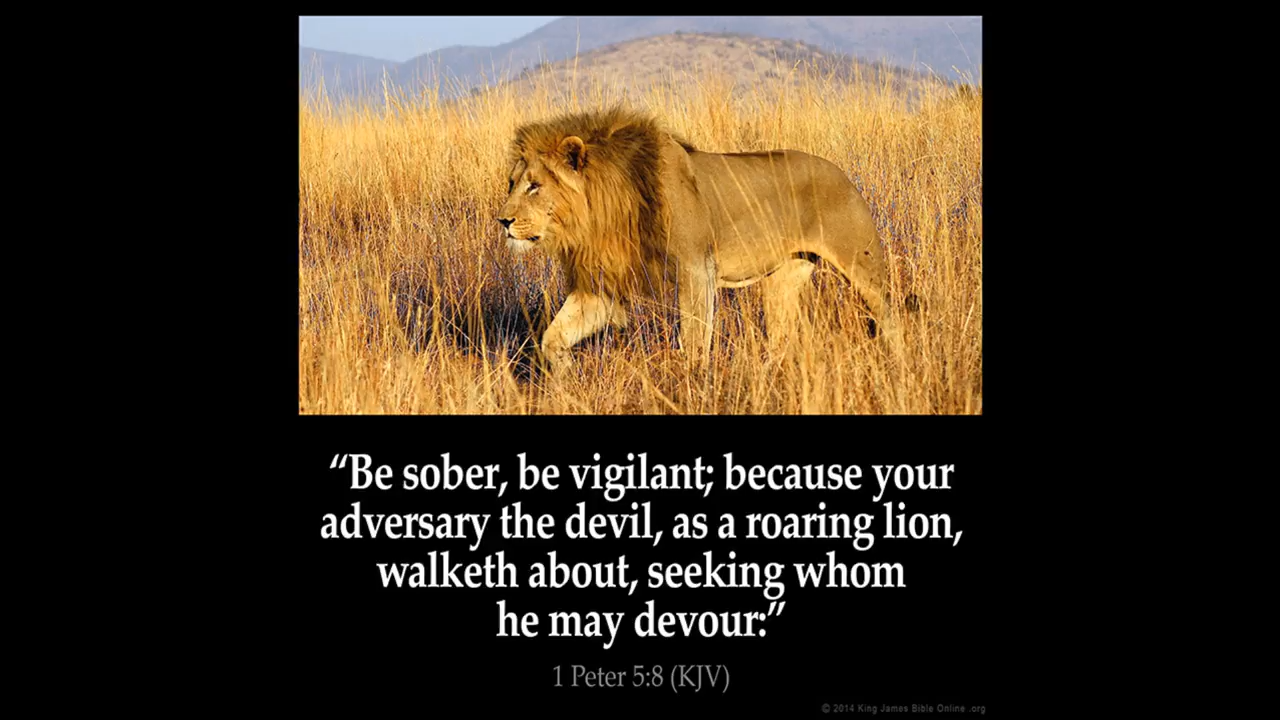 “Be sober, be vigilant; because your
adversary the devil, as a roaring lion,
walketh about, seeking whom
he may devour:”
1 Peter 5:8 (KJV)
© 2014 King James Bible Online .org